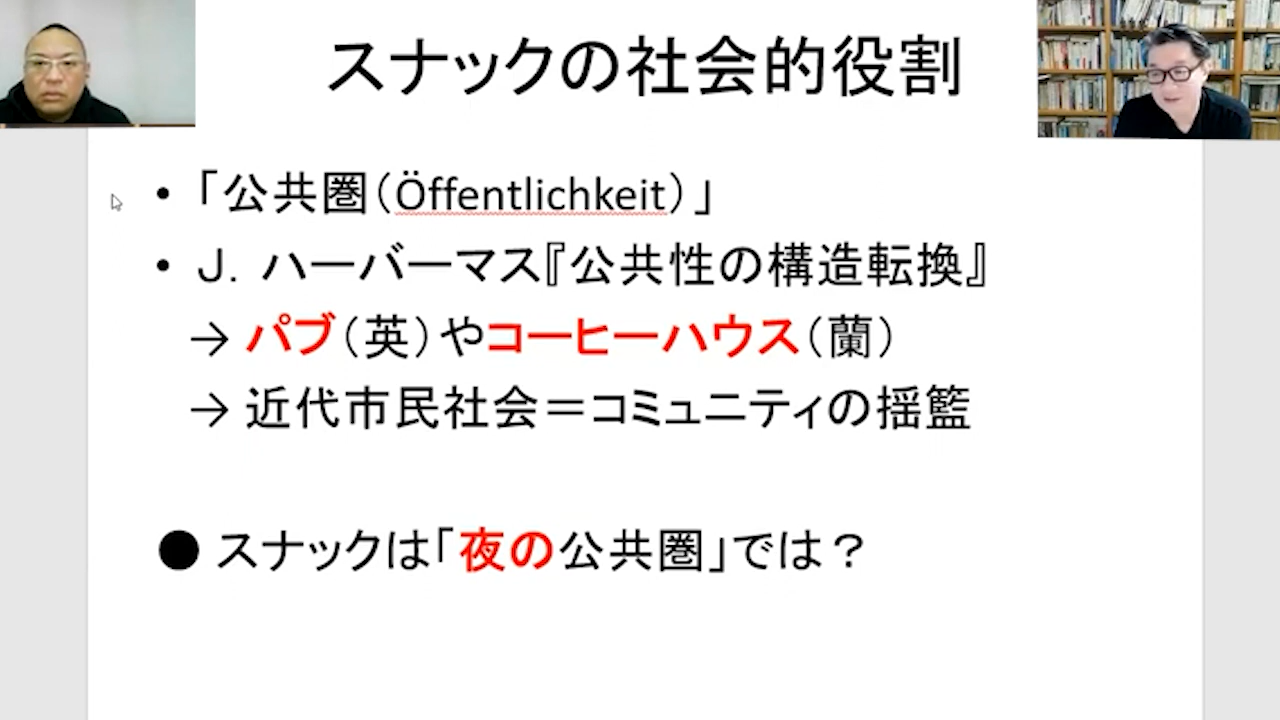 スナックの社会的役割
・「公共圏(Öffentlichkeit)」
・J. ハーバーマス『公共性の構造転換』
→ パブ(英)やコーヒーハウス(蘭)
→ 近代市民社会=コミュニティの揺籃
● スナックは「夜の公共圏」では?